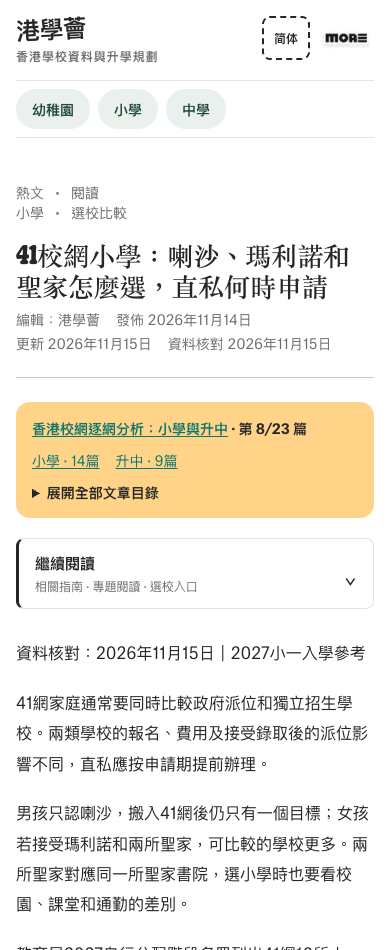 港學薈
香港學校資料與升學規劃
简体
MORE
幼稚園
小學
中學
熱文 • 閱讀
小學 • 選校比較
41校網小學：喇沙、瑪利諾和
聖家怎麼選，直私何時申請
編輯：港學薈 發佈 2026年11月14日
更新 2026年11月15日 資料核對 2026年11月15日
香港校網逐網分析：小學與升中 · 第 8/23 篇
小學 · 14篇 升中 · 9篇
▶ 展開全部文章目錄
繼續閱讀
相關指南 · 專題閱讀 · 選校入口
資料核對：2026年11月15日｜2027小一入學參考
41網家庭通常要同時比較政府派位和獨立招生學
校。兩類學校的報名、費用及接受錄取後的派位影
響不同，直私應按申請期提前辦理。
男孩只認喇沙，搬入41網後仍只有一個目標；女孩
若接受瑪利諾和兩所聖家，可比較的學校更多。兩
所聖家對應同一所聖家書院，選小學時也要看校
園、課堂和通勤的差別。